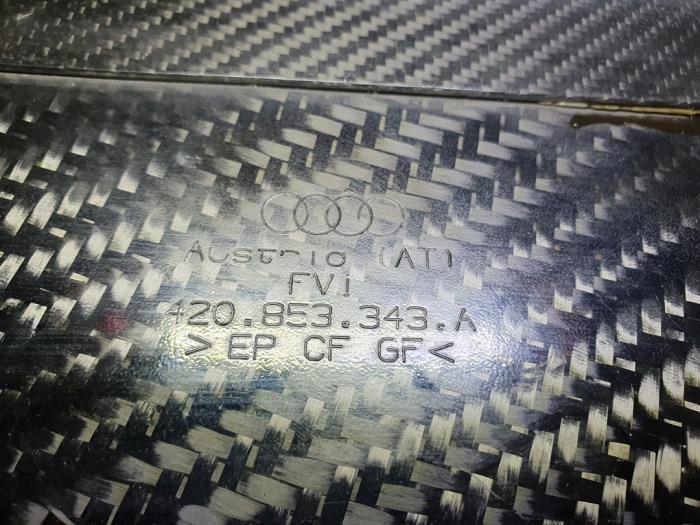 Austria (AT)
FVi
420.853.343.A
>EP CF GF<